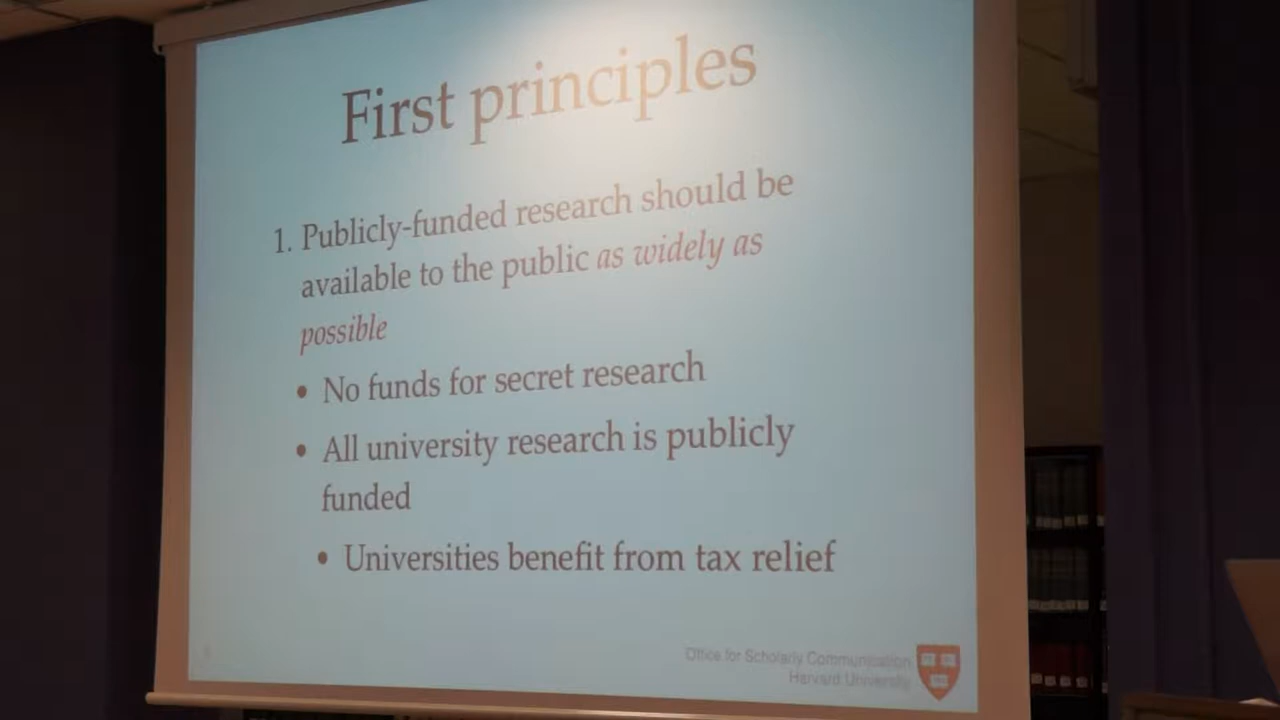 First principles
1. Publicly-funded research should be
available to the public as widely as
possible
• No funds for secret research
• All university research is publicly
funded
• Universities benefit from tax relief
Office for Scholarly Communication
Harvard University